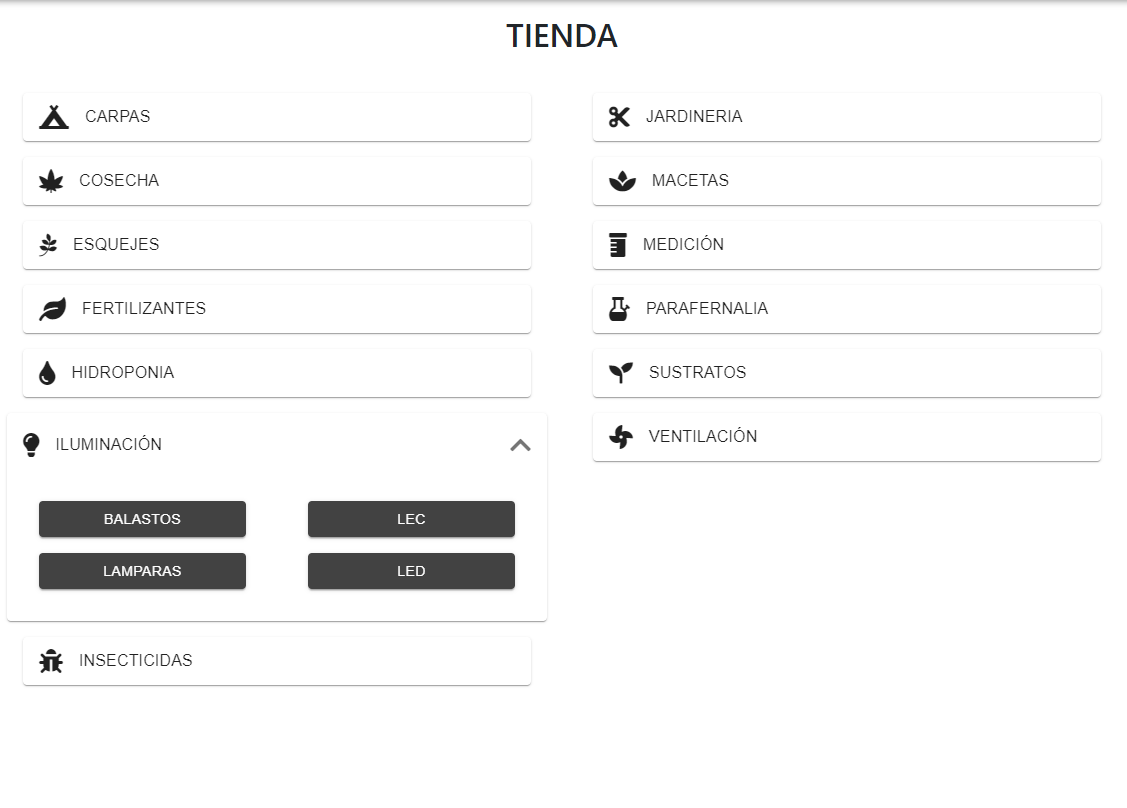 TIENDA
CARPAS
COSECHA
ESQUEJES
FERTILIZANTES
HIDROPONIA
ILUMINACIÓN
BALASTOS
LEC
LAMPARAS
LED
INSECTICIDAS
JARDINERIA
MACETAS
MEDICIÓN
PARAFERNALIA
SUSTRATOS
VENTILACIÓN